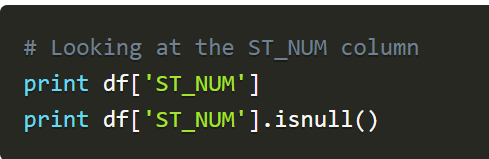 # Looking at the ST_NUM column
print df['ST_NUM']
print df['ST_NUM'].isnull()